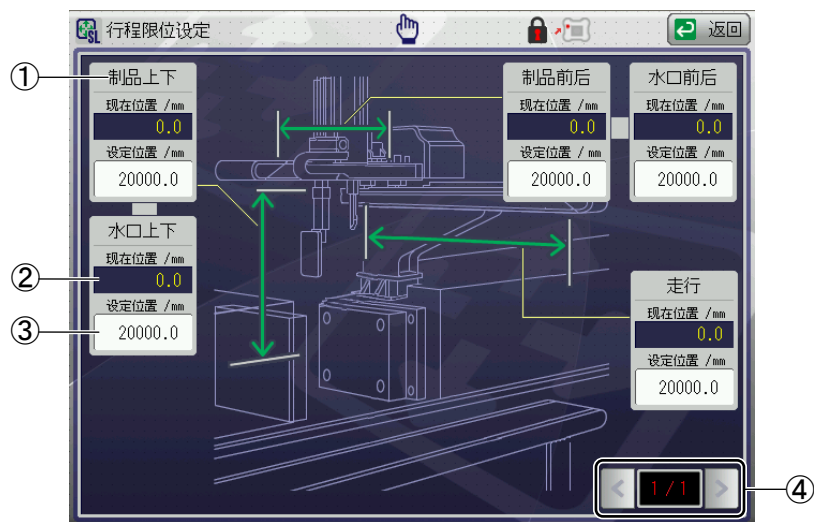 SL 行程限位设定 返回
①
制品上下
现在位置 /mm
0.0
设定位置 /mm
20000.0
制品前后
现在位置 /mm
0.0
设定位置 /mm
20000.0
水口前后
现在位置 /mm
0.0
设定位置 /mm
20000.0
水口上下
②
现在位置 /mm
0.0
③
设定位置 /mm
20000.0
走行
现在位置 /mm
0.0
设定位置 /mm
20000.0
< 1/1 >
④